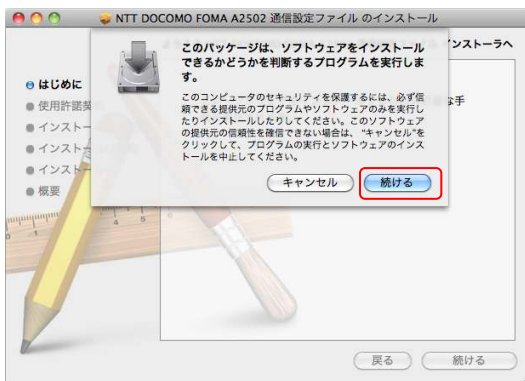 NTT DOCOMO FOMA A2502 通信設定ファイル のインストール
インストーラへ
このパッケージは、ソフトウェアをインストール
できるかどうかを判断するプログラムを実行しま
す。
このコンピュータのセキュリティを保護するには、必ず信
頼できる提供元のプログラムやソフトウェアのみを実行し
たりインストールしたりしてください。このソフトウェア
の提供元の信頼性を確信できない場合は、"キャンセル"を
クリックして、プログラムの実行とソフトウェアのインス
トールを中止してください。
キャンセル
続ける
はじめに
使用許諾契
インストー
インストー
インストー
概要
な手
戻る
続ける